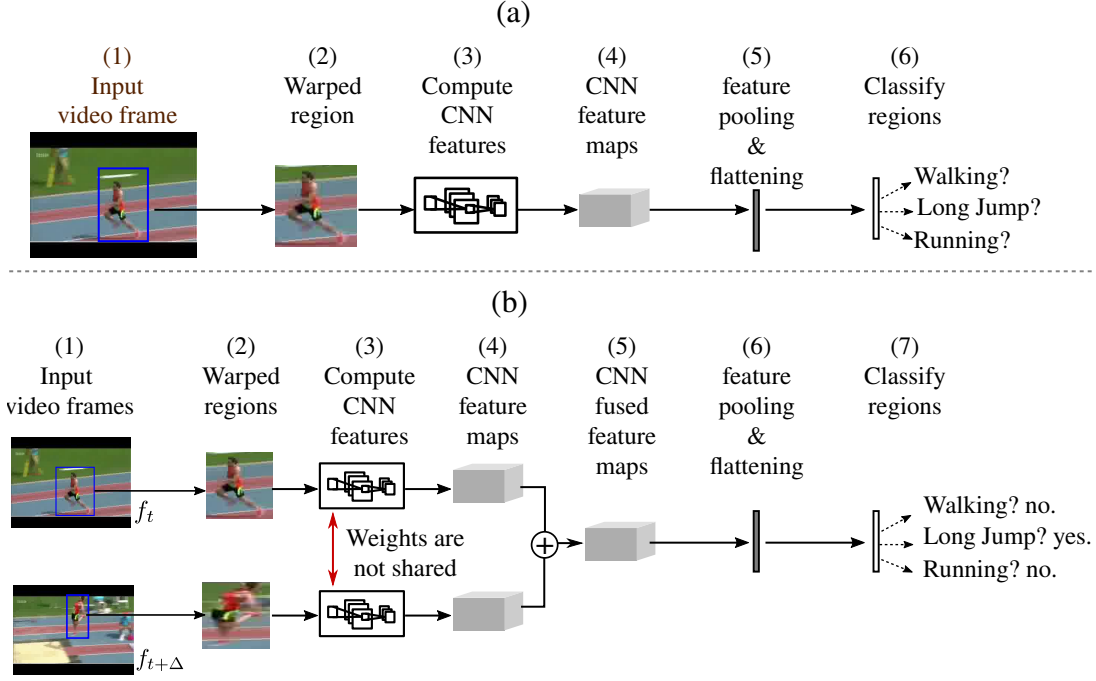 (a)
(1)
Input
video frame
(2)
Warped
region
(3)
Compute
CNN
features
(4)
CNN
feature
maps
(5)
feature
pooling
&
flattening
(6)
Classify
regions
Walking?
Long Jump?
Running?
(b)
(1)
Input
video frames
(2)
Warped
regions
(3)
Compute
CNN
features
(4)
CNN
feature
maps
(5)
CNN
fused
feature
maps
(6)
feature
pooling
&
flattening
(7)
Classify
regions
f_t
Weights are
not shared
+
Walking? no.
Long Jump? yes.
Running? no.
f_{t+Δ}